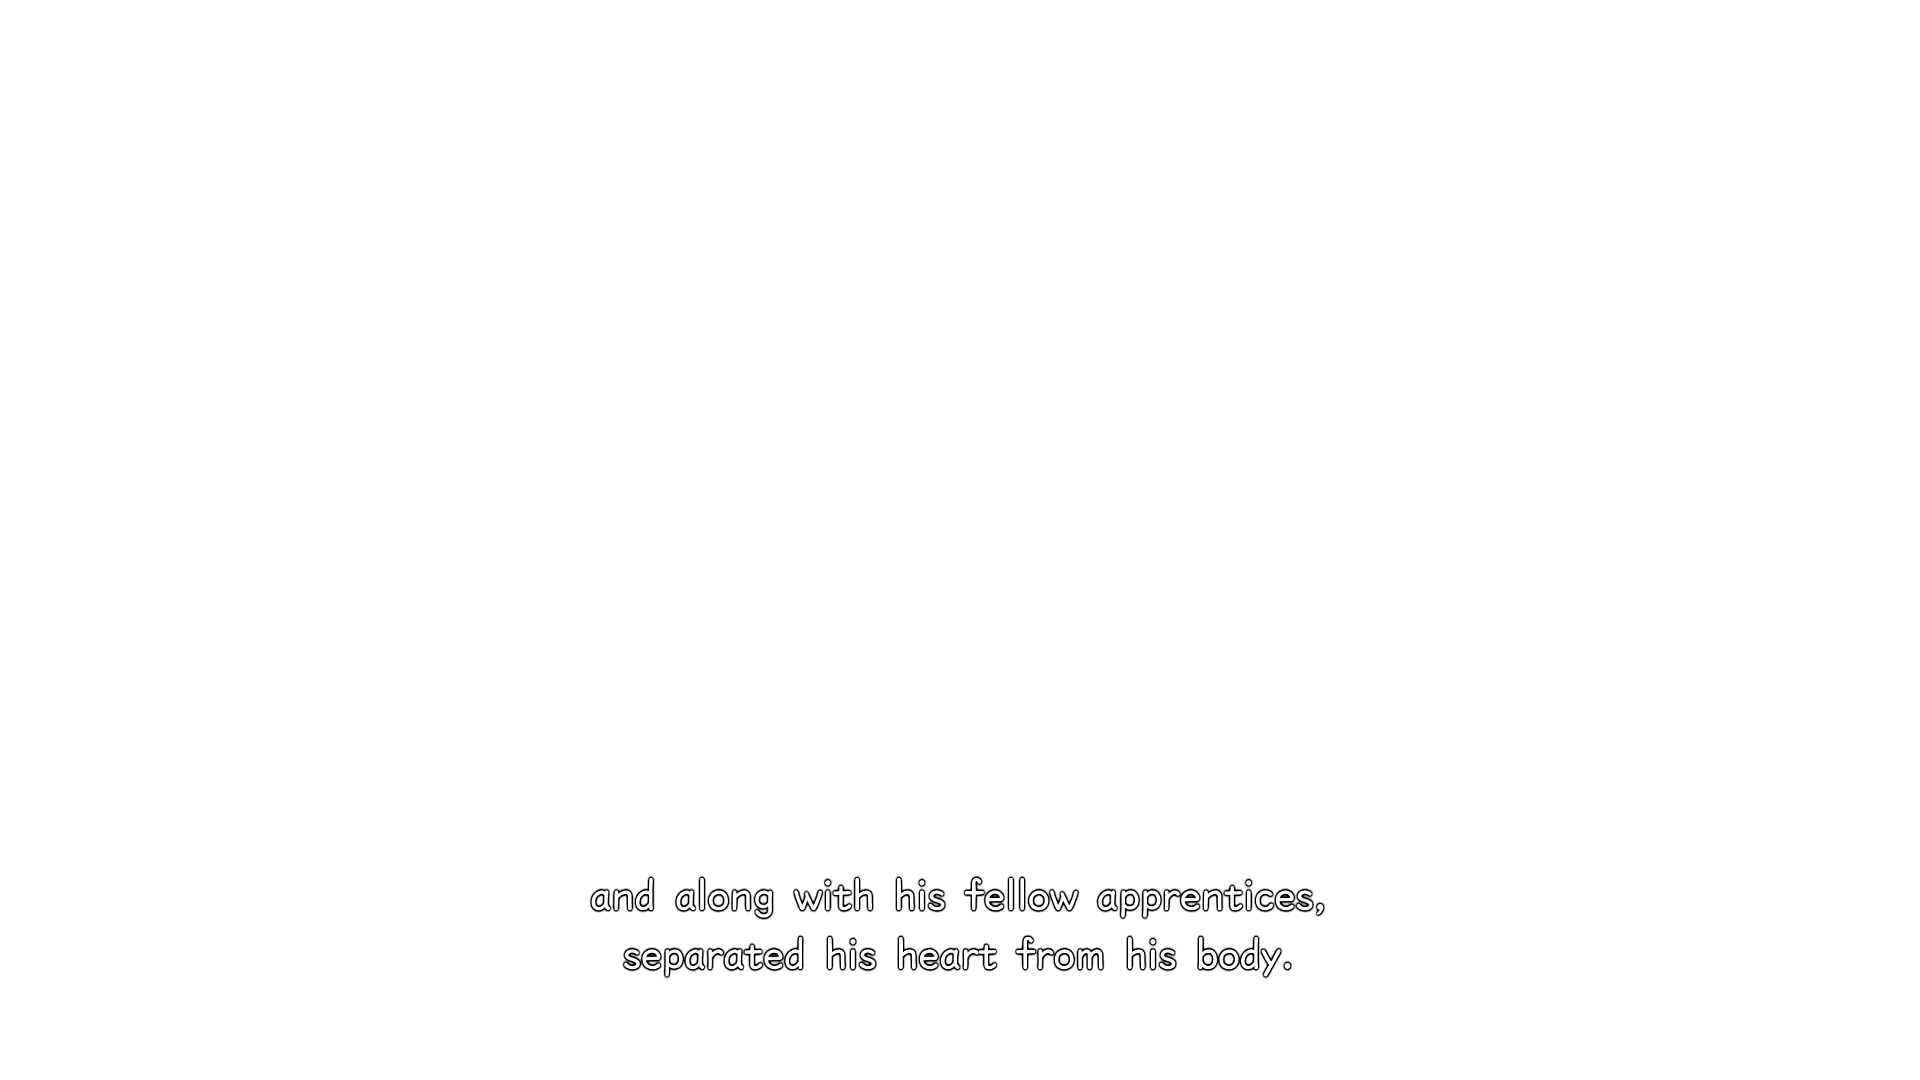 and along with his fellow apprentices,
separated his heart from his body.